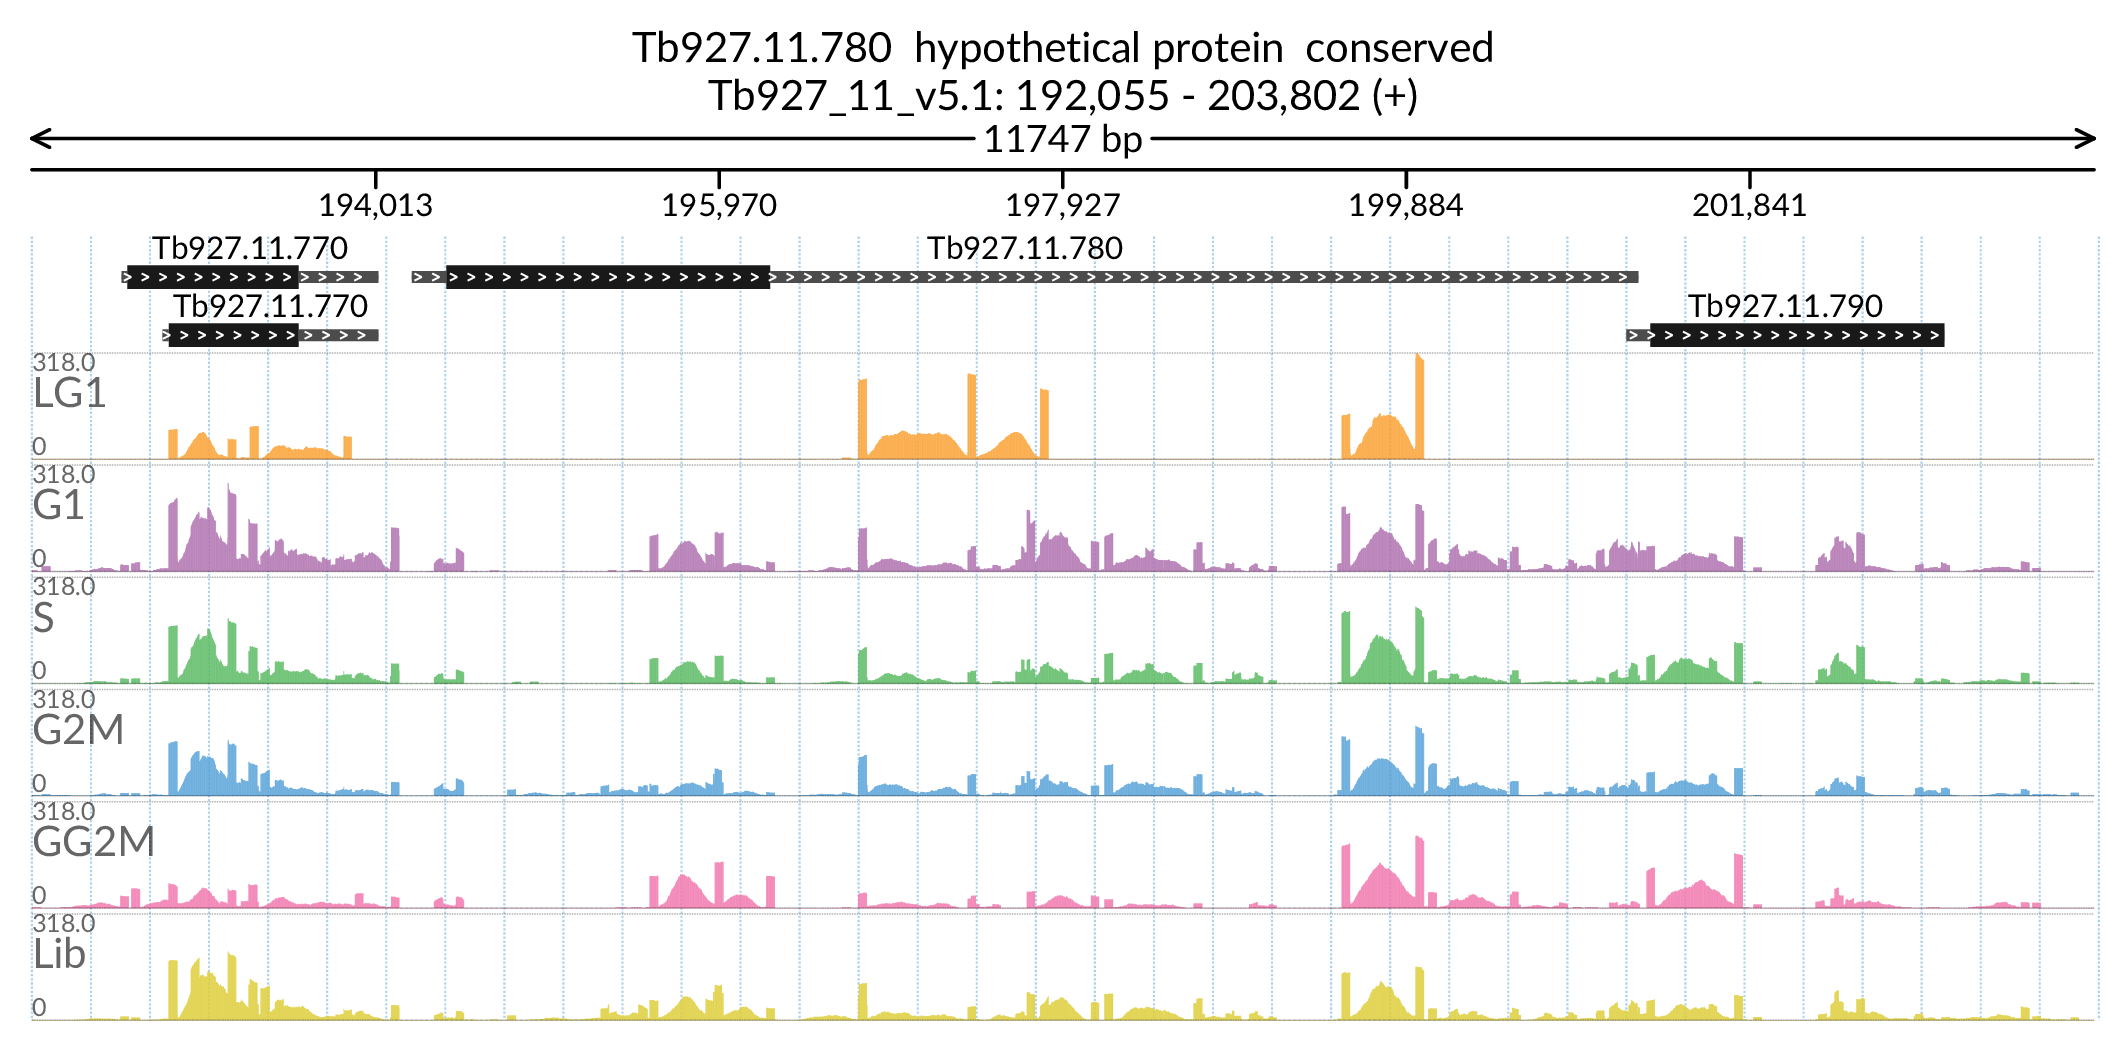 Tb927.11.780  hypothetical protein  conserved
Tb927_11_v5.1: 192,055 - 203,802 (+)
11747 bp
194,013 195,970 197,927 199,884 201,841
Tb927.11.770 Tb927.11.780
Tb927.11.770 Tb927.11.790
318.0
LG1
0
318.0
G1
0
318.0
S
0
318.0
G2M
0
318.0
GG2M
0
318.0
Lib
0